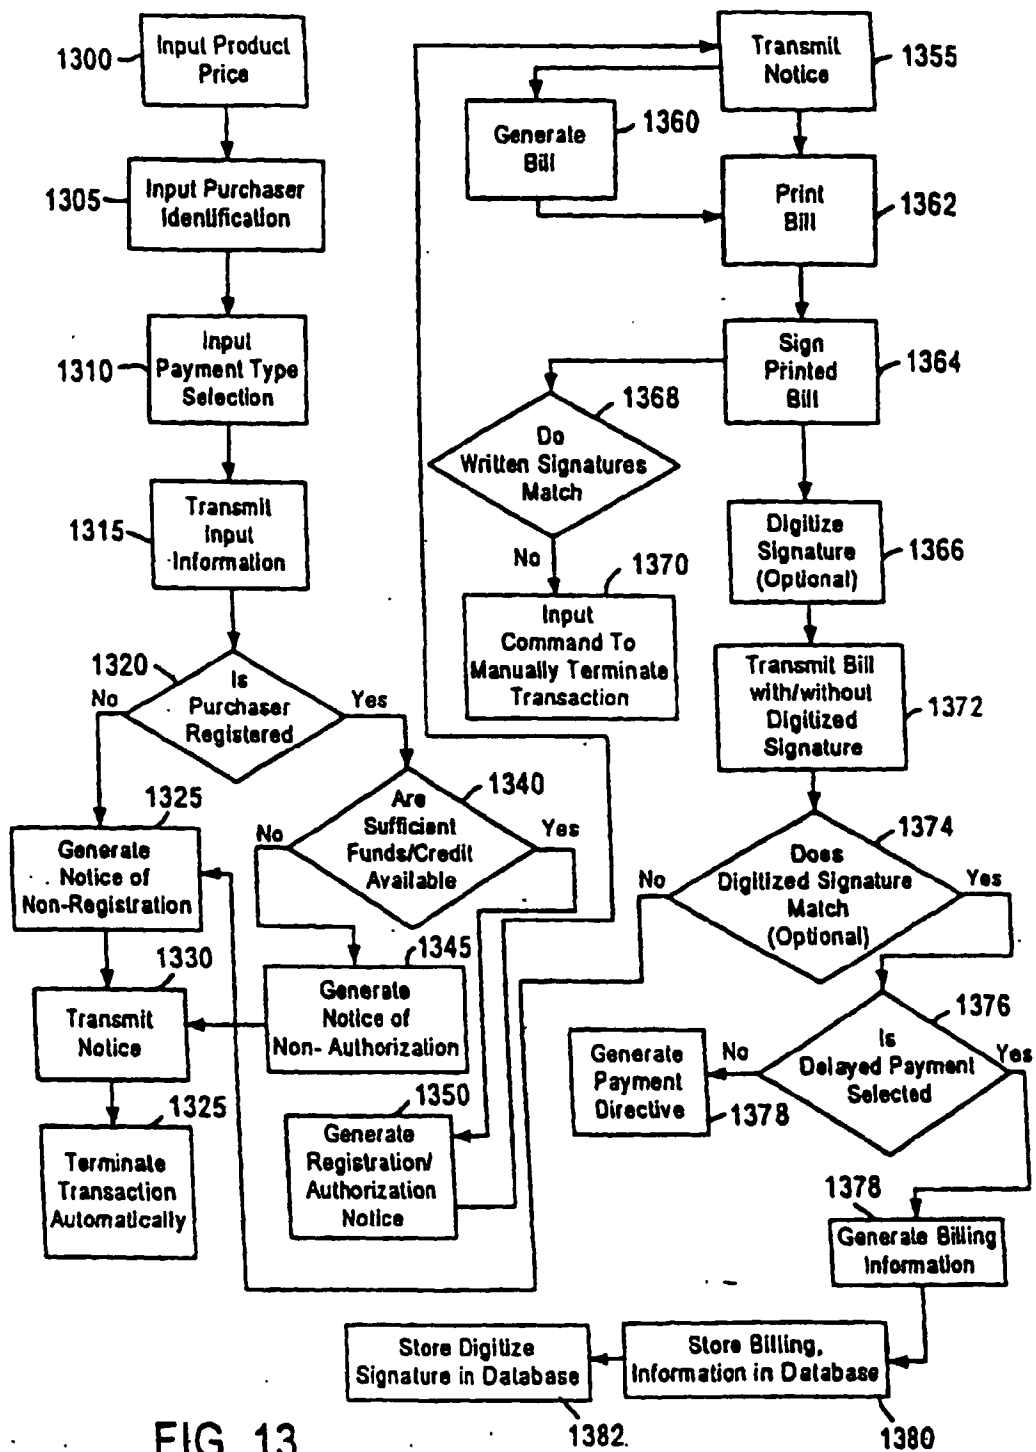 1300
Input Product
Price
1305
Input Purchaser
Identification
1310
Input
Payment Type
Selection
1315
Transmit
Input
Information
1320
Is
Purchaser
Registered
No
Yes
1325
Generate
Notice of
Non-Registration
1330
Transmit
Notice
1325
Terminate
Transaction
Automatically
1340
Are
Sufficient
Funds/Credit
Available
No
Yes
1345
Generate
Notice of
Non-Authorization
1350
Generate
Registration/
Authorization
Notice
Transmit
Notice
1355
Generate
Bill
1360
Print
Bill
1362
Sign
Printed
Bill
1364
1368
Do
Written Signatures
Match
No
1370
Input
Command To
Manually Terminate
Transaction
Digitize
Signature
(Optional)
1366
Transmit Bill
with/without
Digitized
Signature
1372
1374
Does
Digitized Signature
Match
(Optional)
No
Yes
1376
Is
Delayed Payment
Selected
No
Yes
Generate
Payment
Directive
1378
1378
Generate Billing
Information
Store Billing,
Information in Database
1380
Store Digitize
Signature in Database
1382
FIG. 13